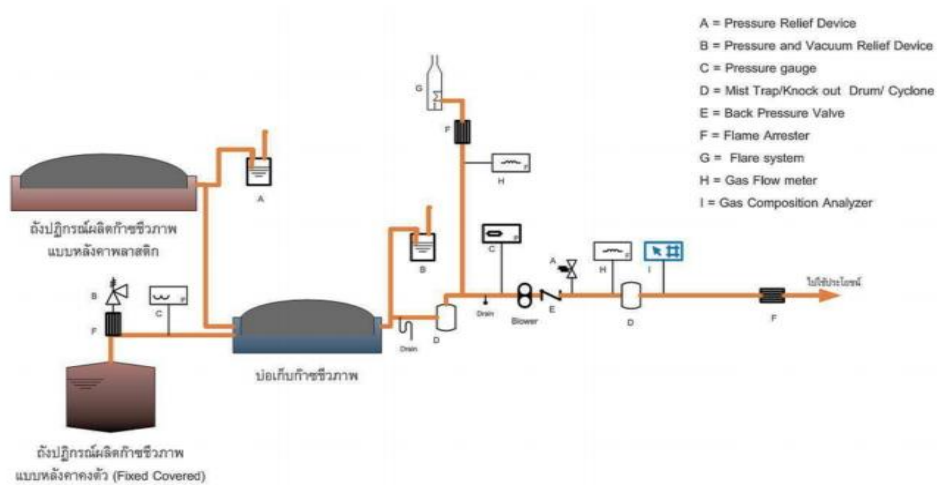 A = Pressure Relief Device
B = Pressure and Vacuum Relief Device
C = Pressure gauge
D = Mist Trap/Knock out Drum/ Cyclone
E = Back Pressure Valve
F = Flame Arrester
G = Flare system
H = Gas Flow meter
I = Gas Composition Analyzer
G
F
H
F
A
ถังปฏิกรณ์ผลิตก๊าซชีวภาพ
แบบหลังคาพลาสติก
B
C
A
H
I
F
ไปใช้ประโยชน์
B
C
P
F
Drain
D
Drain
Blower
E
D
F
บ่อเก็บก๊าซชีวภาพ
ถังปฏิกรณ์ผลิตก๊าซชีวภาพ
แบบหลังคาคงตัว (Fixed Covered)